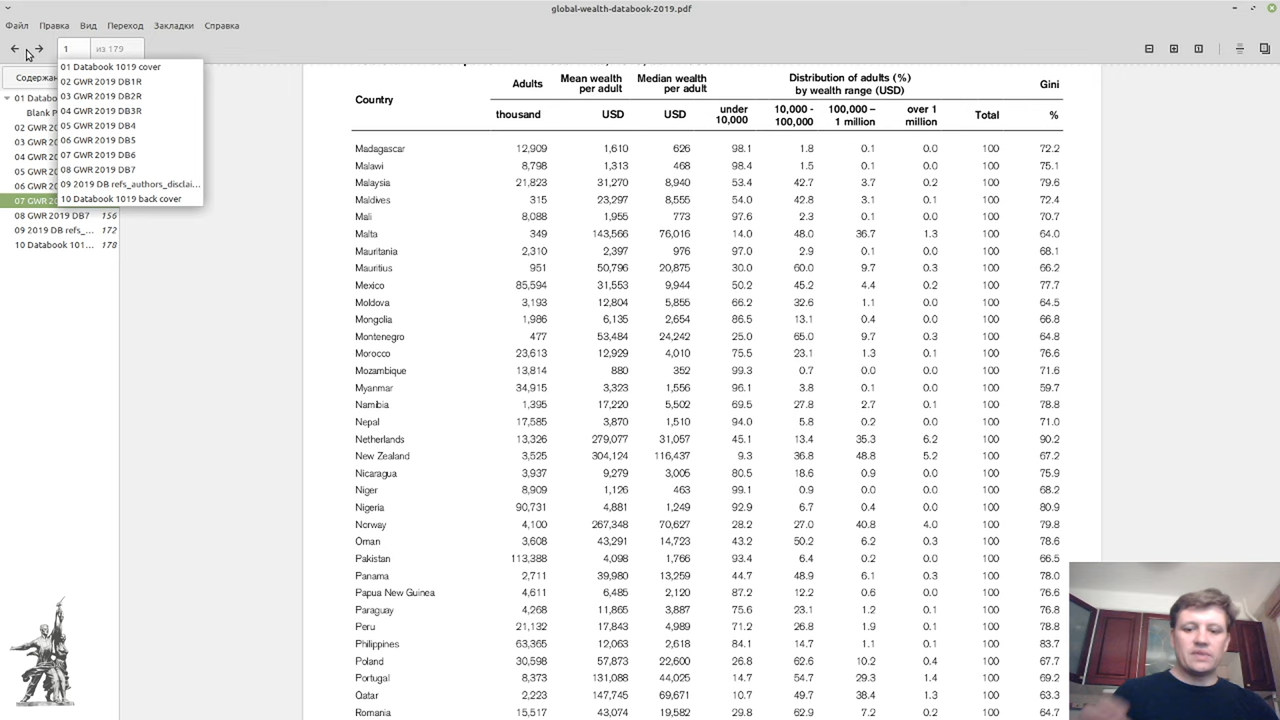 global-wealth-databook-2019.pdf
Файл Правка Вид Переход Закладки Справка
1 из 179
01 Databook 1019 cover
02 GWR 2019 DB1R
03 GWR 2019 DB2R
04 GWR 2019 DB3R
05 GWR 2019 DB4
06 GWR 2019 DB5
07 GWR 2019 DB6
08 GWR 2019 DB7
09 2019 DB refs_authors_disclai...
10 Databook 1019 back cover
Содержан
01 Datab
Blank P
02 GWR 20
03 GWR 20
04 GWR 20
05 GWR 20
06 GWR 20
07 GWR 20
08 GWR 2019 DB7 156
09 2019 DB refs_... 172
10 Databook 101... 178
Country Adults Mean wealth per adult Median wealth per adult Distribution of adults (%) by wealth range (USD) Gini
thousand USD USD under 10,000 10,000 - 100,000 100,000 – 1 million over 1 million Total %
Madagascar 12,909 1,610 626 98.1 1.8 0.1 0.0 100 72.2
Malawi 8,798 1,313 468 98.4 1.5 0.1 0.0 100 75.1
Malaysia 21,823 31,270 8,940 53.4 42.7 3.7 0.2 100 79.6
Maldives 315 23,297 8,555 54.0 42.8 3.1 0.1 100 72.4
Mali 8,088 1,955 773 97.6 2.3 0.1 0.0 100 70.7
Malta 349 143,566 76,016 14.0 48.0 36.7 1.3 100 64.0
Mauritania 2,310 2,397 976 97.0 2.9 0.1 0.0 100 68.1
Mauritius 951 50,796 20,875 30.0 60.0 9.7 0.3 100 66.2
Mexico 85,594 31,553 9,944 50.2 45.2 4.4 0.2 100 77.7
Moldova 3,193 12,804 5,855 66.2 32.6 1.1 0.0 100 64.5
Mongolia 1,986 6,135 2,654 86.5 13.1 0.4 0.0 100 66.8
Montenegro 477 53,484 24,242 25.0 65.0 9.7 0.3 100 64.8
Morocco 23,613 12,929 4,010 75.5 23.1 1.3 0.1 100 76.6
Mozambique 13,814 880 352 99.3 0.7 0.0 0.0 100 71.6
Myanmar 34,915 3,323 1,556 96.1 3.8 0.1 0.0 100 59.7
Namibia 1,395 17,220 5,502 69.5 27.8 2.7 0.1 100 78.8
Nepal 17,585 3,870 1,510 94.0 5.8 0.2 0.0 100 71.0
Netherlands 13,326 279,077 31,057 45.1 13.4 35.3 6.2 100 90.2
New Zealand 3,525 304,124 116,437 9.3 36.8 48.8 5.2 100 67.2
Nicaragua 3,937 9,279 3,005 80.5 18.6 0.9 0.0 100 75.9
Niger 8,909 1,126 463 99.1 0.9 0.0 0.0 100 68.2
Nigeria 90,731 4,881 1,249 92.9 6.7 0.4 0.0 100 80.9
Norway 4,100 267,348 70,627 28.2 27.0 40.8 4.0 100 79.8
Oman 3,608 43,291 14,723 43.2 50.2 6.2 0.3 100 78.6
Pakistan 113,388 4,098 1,766 93.4 6.4 0.2 0.0 100 66.5
Panama 2,711 39,980 13,259 44.7 48.9 6.1 0.3 100 78.0
Papua New Guinea 4,611 6,485 2,120 87.2 12.2 0.6 0.0 100 76.6
Paraguay 4,268 11,865 3,887 75.6 23.1 1.2 0.1 100 76.8
Peru 21,132 17,843 4,989 71.2 26.8 1.9 0.1 100 78.8
Philippines 63,365 12,063 2,618 84.1 14.7 1.1 0.1 100 83.7
Poland 30,598 57,873 22,600 26.8 62.6 10.2 0.4 100 67.7
Portugal 8,373 131,088 44,025 14.7 54.7 29.3 1.4 100 69.2
Qatar 2,223 147,745 69,671 10.7 49.7 38.4 1.3 100 63.3
Romania 15,517 43,074 19,582 29.8 62.9 7.2 0.2 100 64.7